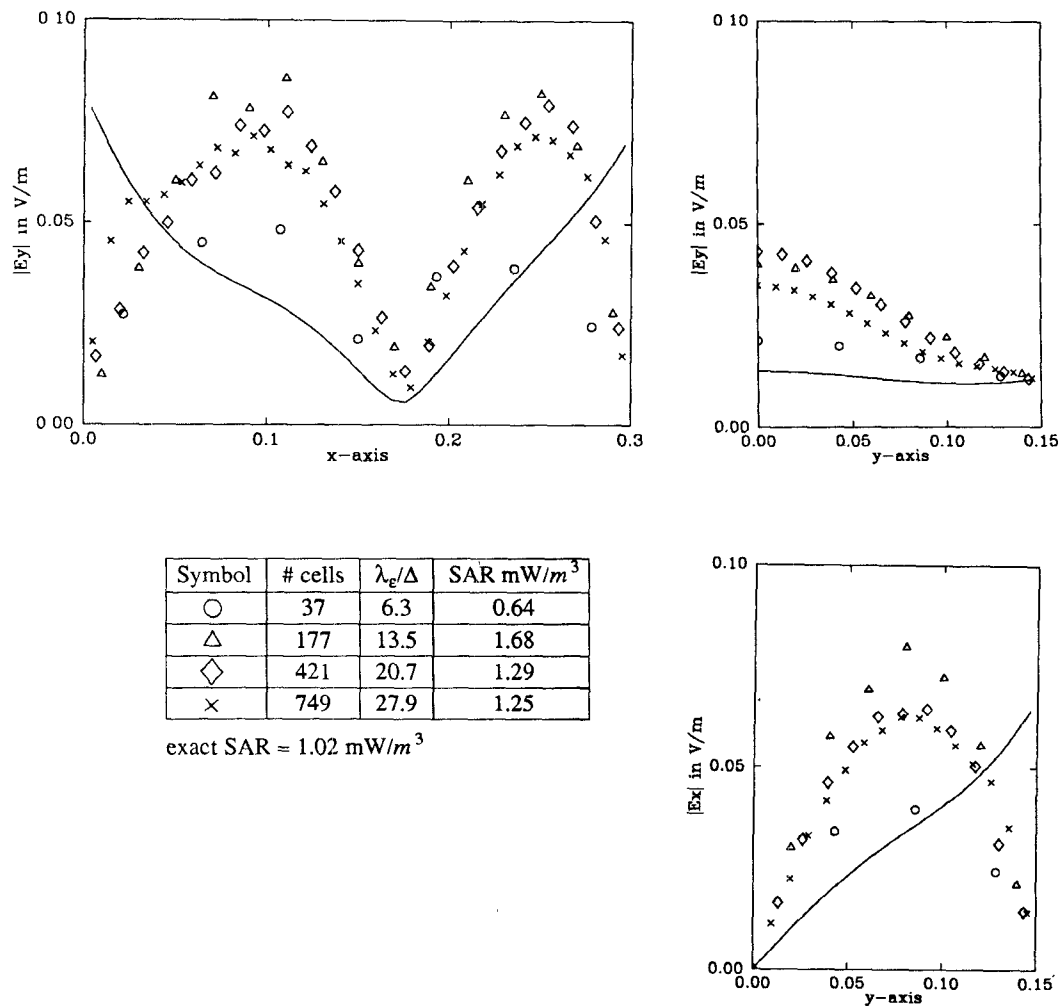 0 10
|Ey| in V/m
0.05
0 00
0.0
0.1
0.2
0.3
x-axis
0.10
|Ey| in V/m
0.05
0 00
0.00
0.05
0.10
0.15
y-axis
Symbol # cells λε/Δ SAR mW/m³
○ 37 6.3 0.64
△ 177 13.5 1.68
◇ 421 20.7 1.29
× 749 27.9 1.25
exact SAR = 1.02 mW/m³
0.10
|Ex| in V/m
0.05
0.00
0.00
0.05
0.10
0.15
y-axis